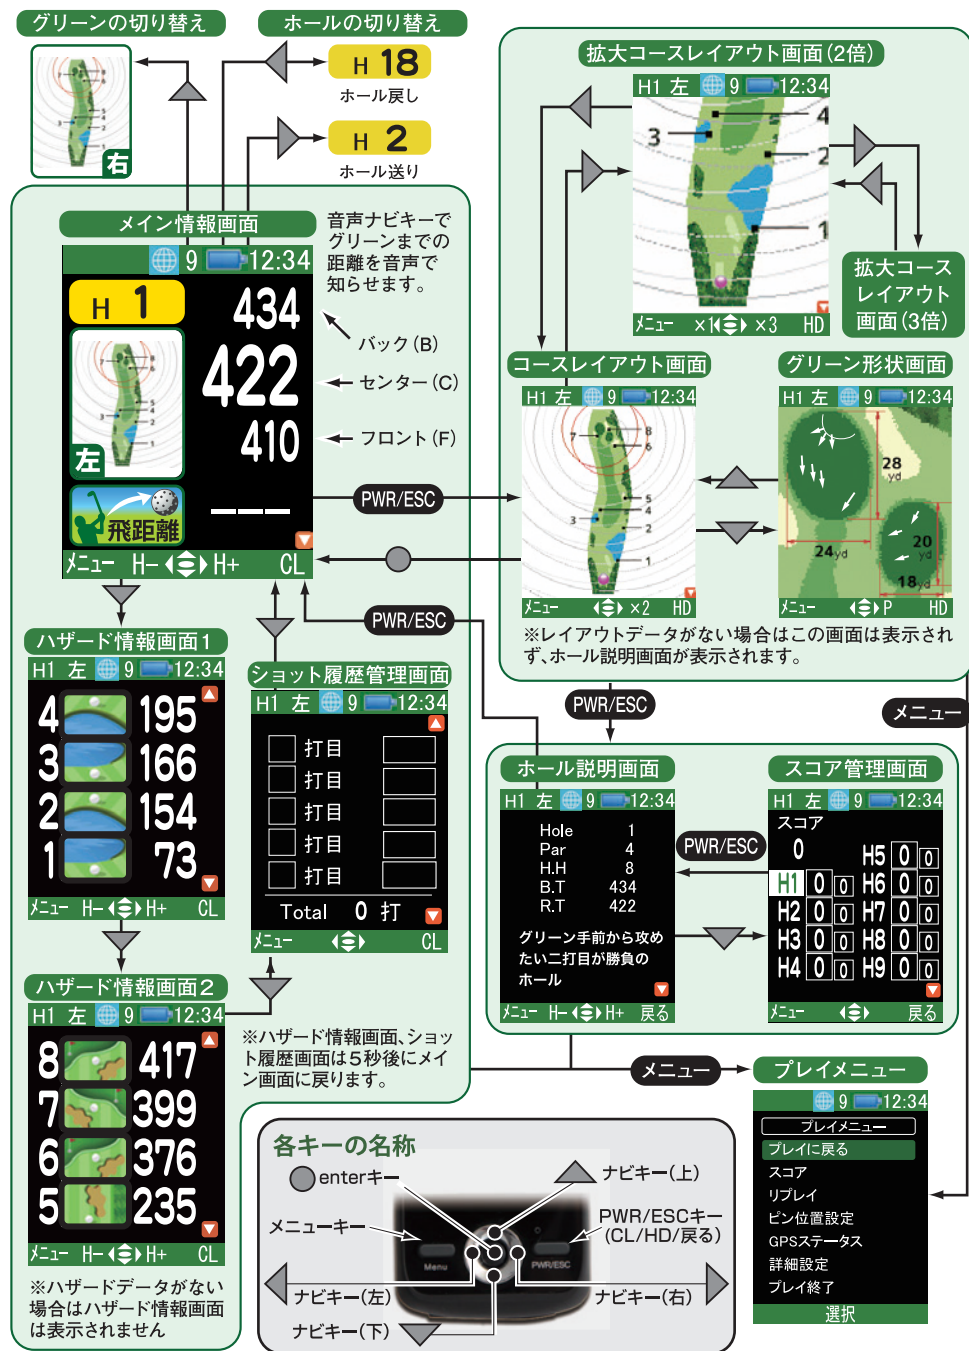 グリーンの切り替え
右
ホールの切り替え
H 18
ホール戻し
H 2
ホール送り
メイン情報画面
音声ナビキーで
グリーンまでの
距離を音声で
知らせます。
9 12:34
H 1
434
422
410
左
飛距離
メニュー H- H+ CL
バック(B)
センター(C)
フロント(F)
PWR/ESC
PWR/ESC
ハザード情報画面1
H1 左 9 12:34
4 195
3 166
2 154
1 73
メニュー H- H+ CL
ハザード情報画面2
H1 左 9 12:34
8 417
7 399
6 376
5 235
メニュー H- H+ CL
※ハザードデータがない
場合はハザード情報画面
は表示されません
ショット履歴管理画面
H1 左 9 12:34
打目
打目
打目
打目
Total 0 打
メニュー CL
※ハザード情報画面、ショッ
ト履歴画面は5秒後にメイ
ン画面に戻ります。
拡大コースレイアウト画面(2倍)
H1 左 9 12:34
4
3
2
1
メニュー ×1 ×3 HD
拡大コース
レイアウト
画面(3倍)
コースレイアウト画面
H1 左 9 12:34
8
7
6
5
4
3
2
1
メニュー ×2 HD
グリーン形状画面
H1 左 9 12:34
28yd
24yd
20yd
18yd
メニュー P HD
※レイアウトデータがない場合はこの画面は表示され
ず、ホール説明画面が表示されます。
PWR/ESC
メニュー
ホール説明画面
H1 左 9 12:34
Hole 1
Par 4
H.H 8
B.T 434
R.T 422
グリーン手前から攻め
たい二打目が勝負の
ホール
メニュー H- H+ 戻る
PWR/ESC
スコア管理画面
H1 左 9 12:34
スコア
0
H1 0 0
H2 0 0
H3 0 0
H4 0 0
H5 0 0
H6 0 0
H7 0 0
H8 0 0
H9 0 0
メニュー 戻る
メニュー
プレイメニュー
9 12:34
プレイメニュー
プレイに戻る
スコア
リプレイ
ピン位置設定
GPSステータス
詳細設定
プレイ終了
選択
各キーの名称
enterキー
ナビキー(上)
メニューキー
PWR/ESCキー
(CL/HD/戻る)
Menu
PWR/ESC
ナビキー(左)
ナビキー(右)
ナビキー(下)